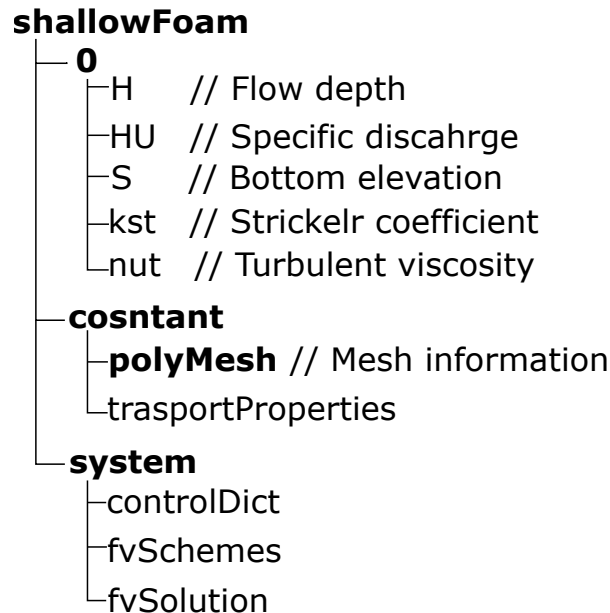 shallowFoam
0
H // Flow depth
HU // Specific discahrge
S // Bottom elevation
kst // Strickelr coefficient
nut // Turbulent viscosity
cosntant
polyMesh // Mesh information
trasportProperties
system
controlDict
fvSchemes
fvSolution